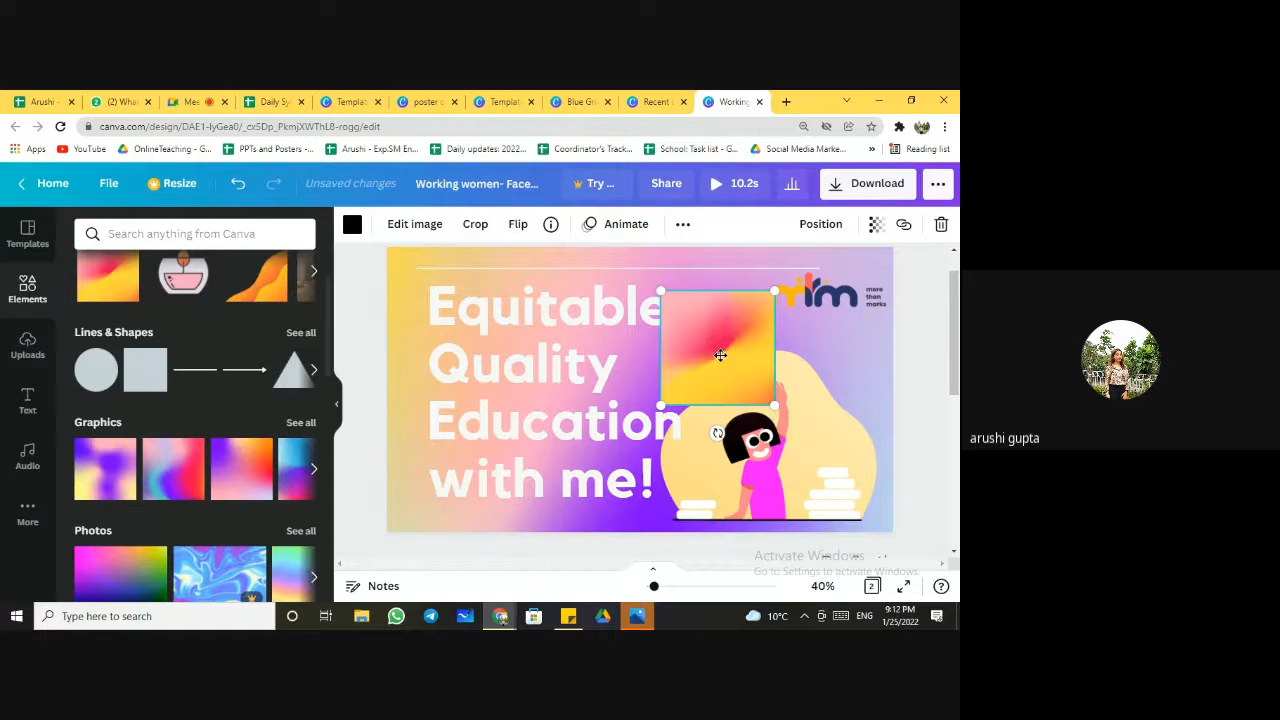 Arushi -
(2) Wha
Mee
Daily Sy
Templat
poster c
Templat
Blue Gr
Recent
Working
canva.com/design/DAE1-lyGea0/_cx5Dp_PkmjXWThL8-rogg/edit
Apps
YouTube
OnlineTeaching - G...
PPTs and Posters -...
Arushi - Exp.SM En...
Daily updates: 2022...
Coordinator's Track...
School: Task list - G...
Social Media Marke...
»
Reading list
Home
File
Resize
Unsaved changes
Working women- Face...
Try ...
Share
10.2s
Download
Templates
Elements
Uploads
Text
Audio
More
Search anything from Canva
Lines & Shapes
See all
Graphics
See all
Photos
See all
Edit image
Crop
Flip
Animate
Position
Equitable
Quality
Education
with me!
more
than
marks
Activate Windows
Go to Settings to activate Windows.
Notes
40%
2
Type here to search
10°C
ENG
9:12 PM
1/25/2022
arushi gupta